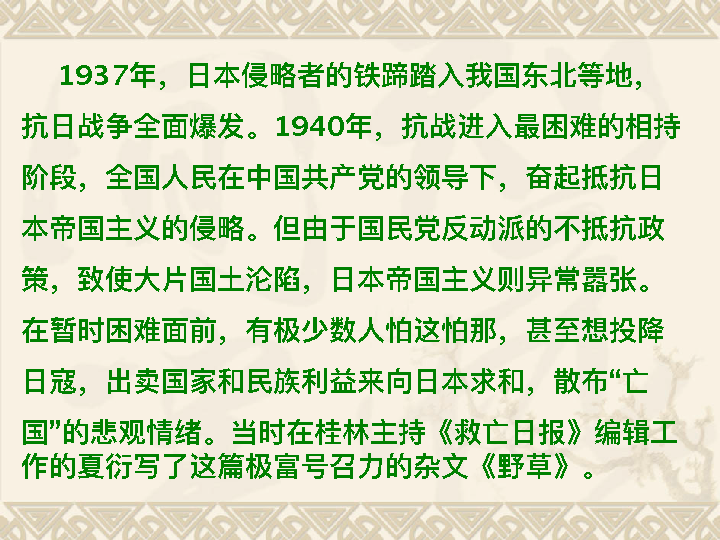 1937年，日本侵略者的铁蹄踏入我国东北等地，
抗日战争全面爆发。1940年，抗战进入最困难的相持
阶段，全国人民在中国共产党的领导下，奋起抵抗日
本帝国主义的侵略。但由于国民党反动派的不抵抗政
策，致使大片国土沦陷，日本帝国主义则异常嚣张。
在暂时困难面前，有极少数人怕这怕那，甚至想投降
日寇，出卖国家和民族利益来向日本求和，散布“亡
国”的悲观情绪。当时在桂林主持《救亡日报》编辑工
作的夏衍写了这篇极富号召力的杂文《野草》。